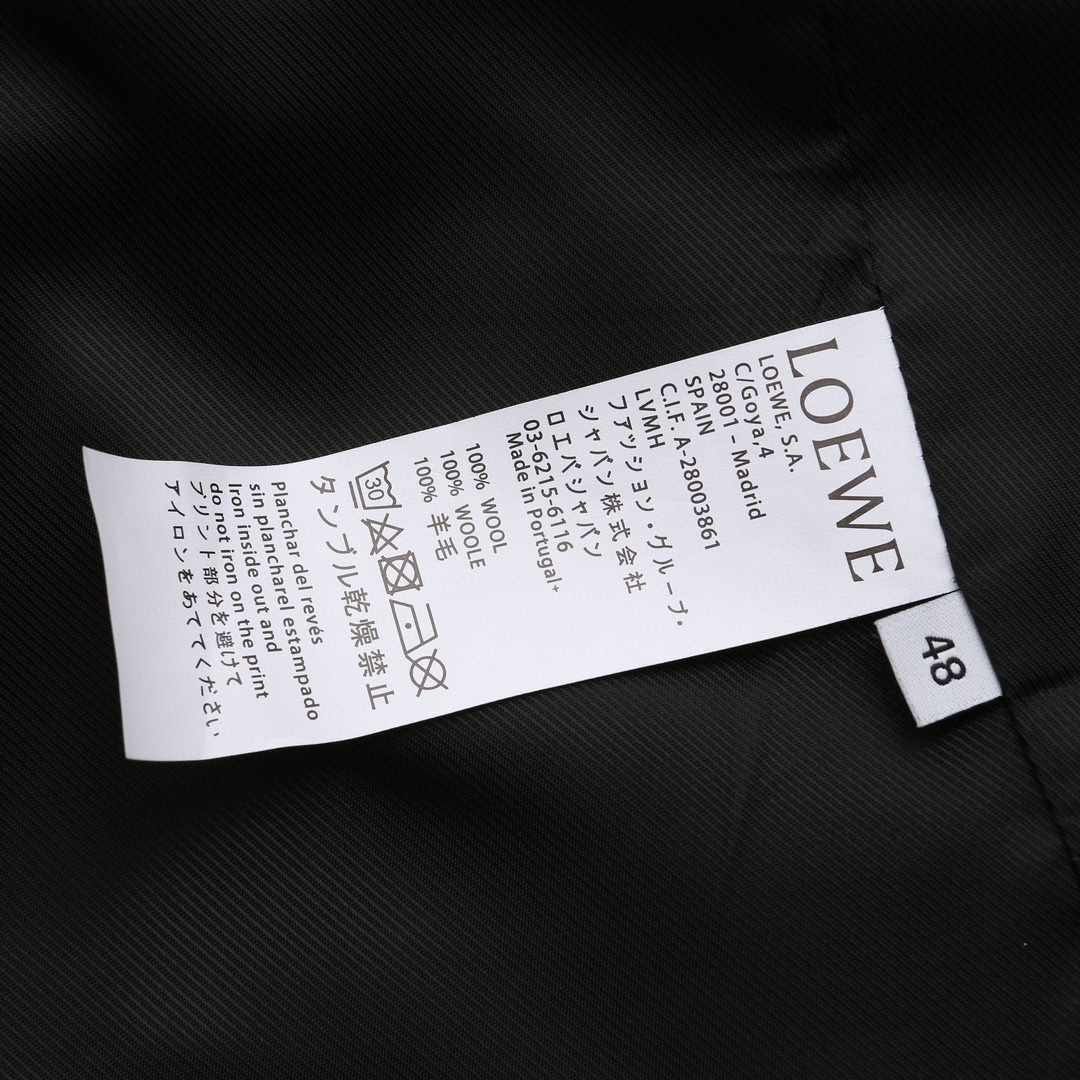 LOEWE
LOEWE, S.A.
C/Goya,4
28001 - Madrid
SPAIN
C.I.F. A-28003861
LVMH
ファッション・グループ・
ジャパン株式会社
ロエベジャパン
03-6215-6116
Made in Portugal+
100% WOOL
100% WOOLE
100% 羊毛
30
タンブル乾燥禁止
Planchar del revés
sin plancharel estampado
Iron inside out and
do not iron on the print
プリント部分を避けて
アイロンをあててください
48